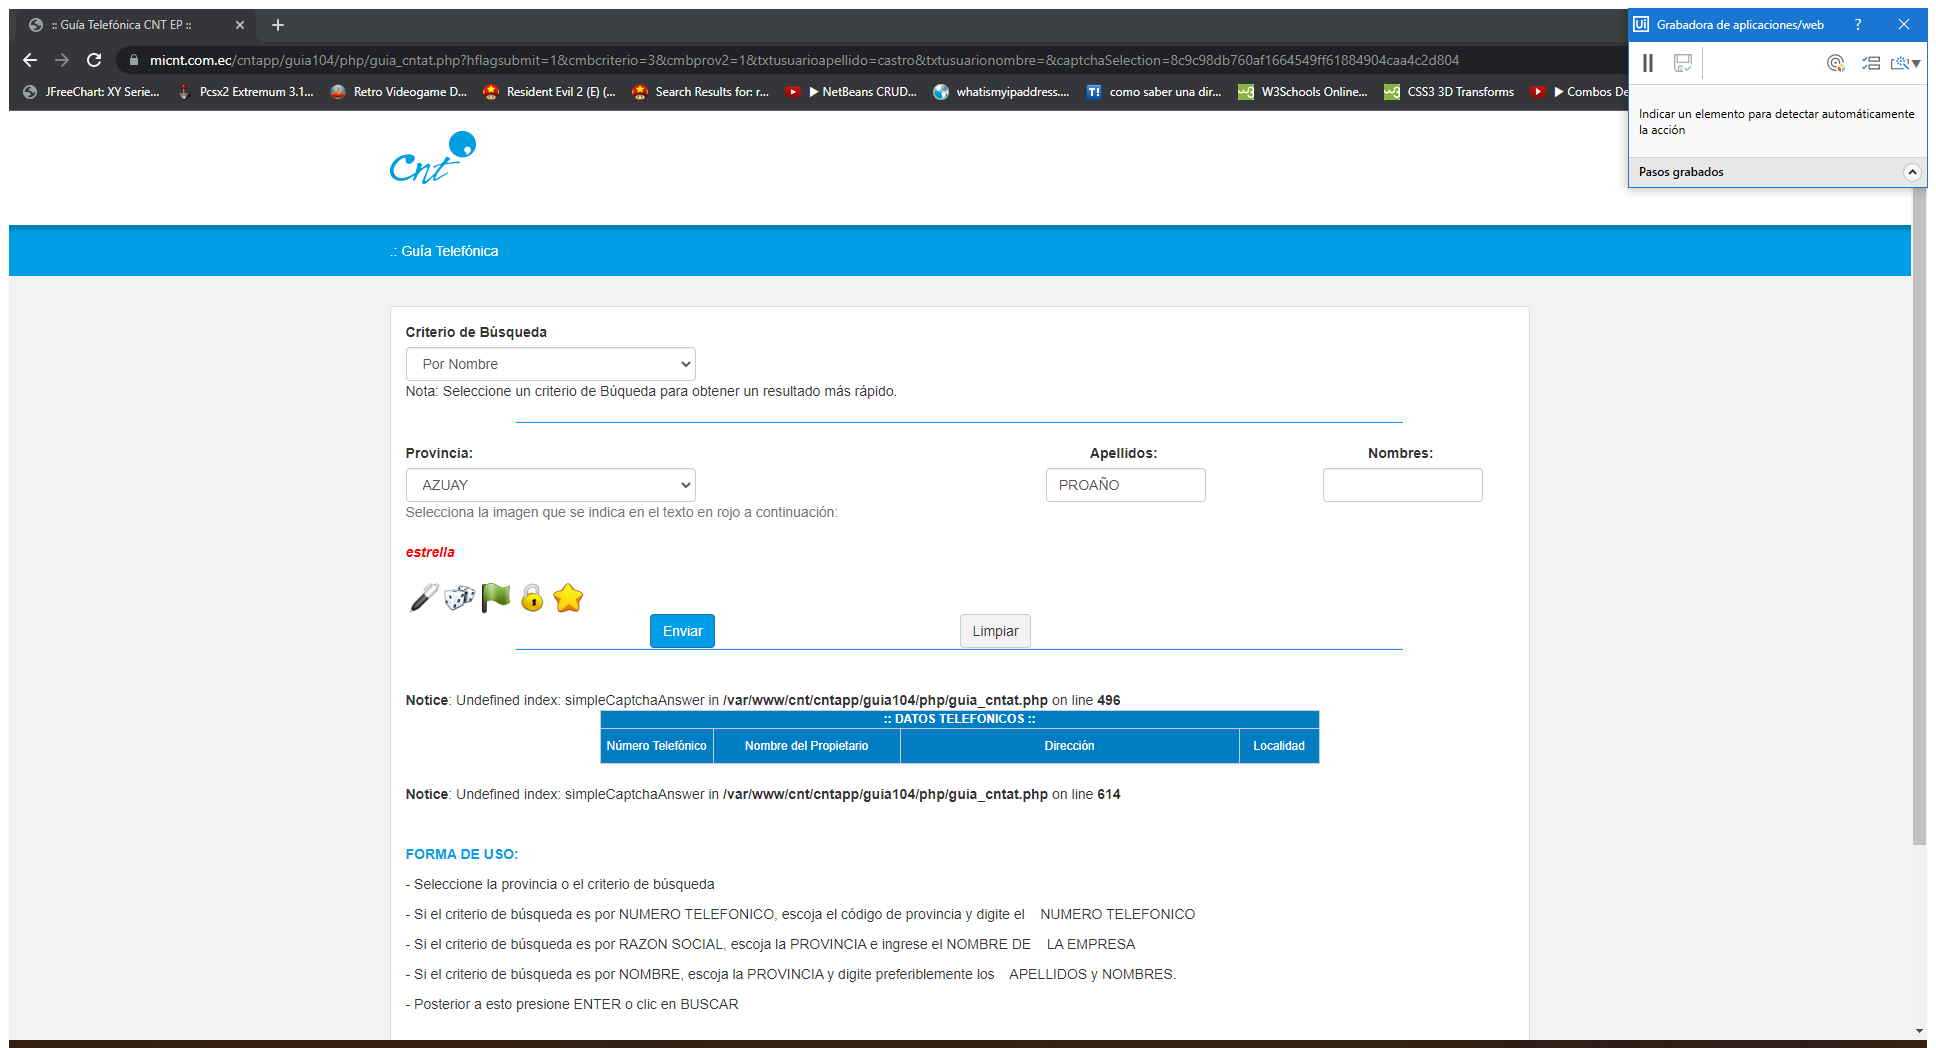 :: Guía Telefónica CNT EP ::
Grabadora de aplicaciones/web
micnt.com.ec/cntapp/guia104/php/guia_cntat.php?hflagsubmit=1&cmbcriterio=3&cmbprov2=1&txtusuarioapellido=castro&txtusuarionombre=&captchaSelection=8c9c98db760af1664549ff61884904caa4c2d804
JFreeChart: XY Serie... Pcsx2 Extremum 3.1... Retro Videogame D... Resident Evil 2 (E) (... Search Results for: r... ▶ NetBeans CRUD... whatismyipaddress.... como saber una dir... W3Schools Online... CSS3 3D Transforms ▶ Combos De
Indicar un elemento para detectar automáticamente
la acción
Pasos grabados
Cnt
.: Guía Telefónica
Criterio de Búsqueda
Por Nombre
Nota: Seleccione un criterio de Búqueda para obtener un resultado más rápido.
Provincia: Apellidos: Nombres:
AZUAY PROAÑO
Selecciona la imagen que se indica en el texto en rojo a continuación:
estrella
Enviar Limpiar
Notice: Undefined index: simpleCaptchaAnswer in /var/www/cnt/cntapp/guia104/php/guia_cntat.php on line 496
:: DATOS TELEFONICOS ::
Número Telefónico Nombre del Propietario Dirección Localidad
Notice: Undefined index: simpleCaptchaAnswer in /var/www/cnt/cntapp/guia104/php/guia_cntat.php on line 614
FORMA DE USO:
- Seleccione la provincia o el criterio de búsqueda
- Si el criterio de búsqueda es por NUMERO TELEFONICO, escoja el código de provincia y digite el NUMERO TELEFONICO
- Si el criterio de búsqueda es por RAZON SOCIAL, escoja la PROVINCIA e ingrese el NOMBRE DE LA EMPRESA
- Si el criterio de búsqueda es por NOMBRE, escoja la PROVINCIA y digite preferiblemente los APELLIDOS y NOMBRES.
- Posterior a esto presione ENTER o clic en BUSCAR